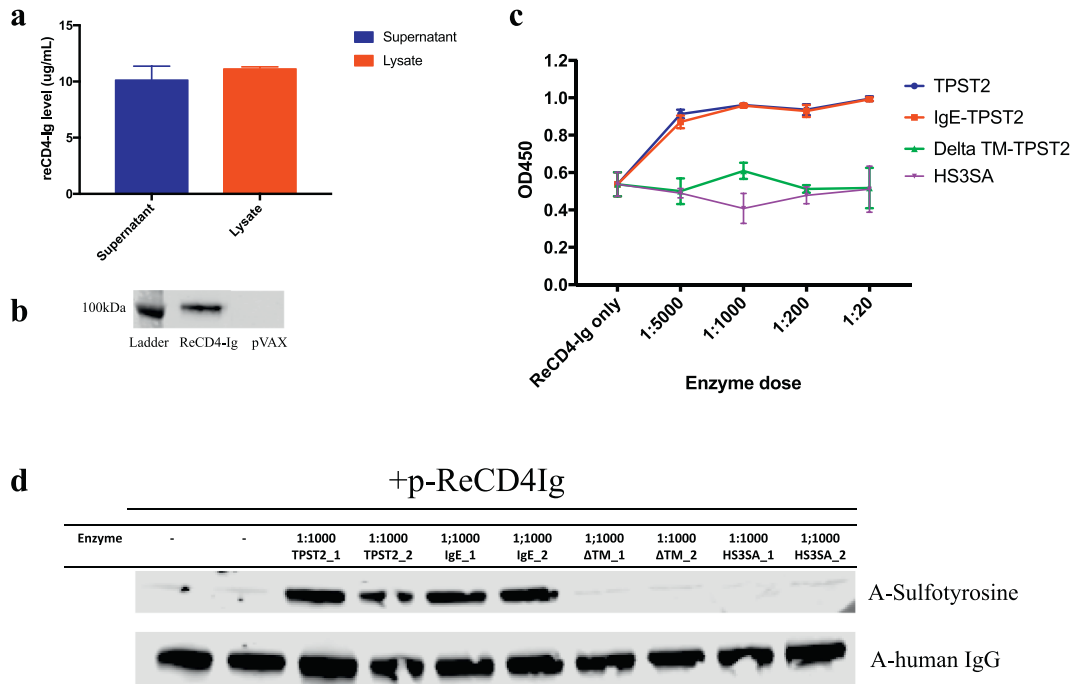 a
reCD4-Ig level (ug/mL)
15
10
5
0
Supernatant
Lysate
Supernatant
Lysate
b
100kDa
Ladder ReCD4-Ig pVAX
c
OD450
1.2
1.0
0.8
0.6
0.4
0.2
0.0
ReCD4-Ig only
1:5000
1:1000
1:200
1:20
Enzyme dose
TPST2
IgE-TPST2
Delta TM-TPST2
HS3SA
d
+p-ReCD4Ig
Enzyme - - 1:1000 1:1000 1;1000 1;1000 1;1000 1:1000 1:1000 1;1000
TPST2_1 TPST2_2 IgE_1 IgE_2 ΔTM_1 ΔTM_2 HS3SA_1 HS3SA_2
A-Sulfotyrosine
A-human IgG